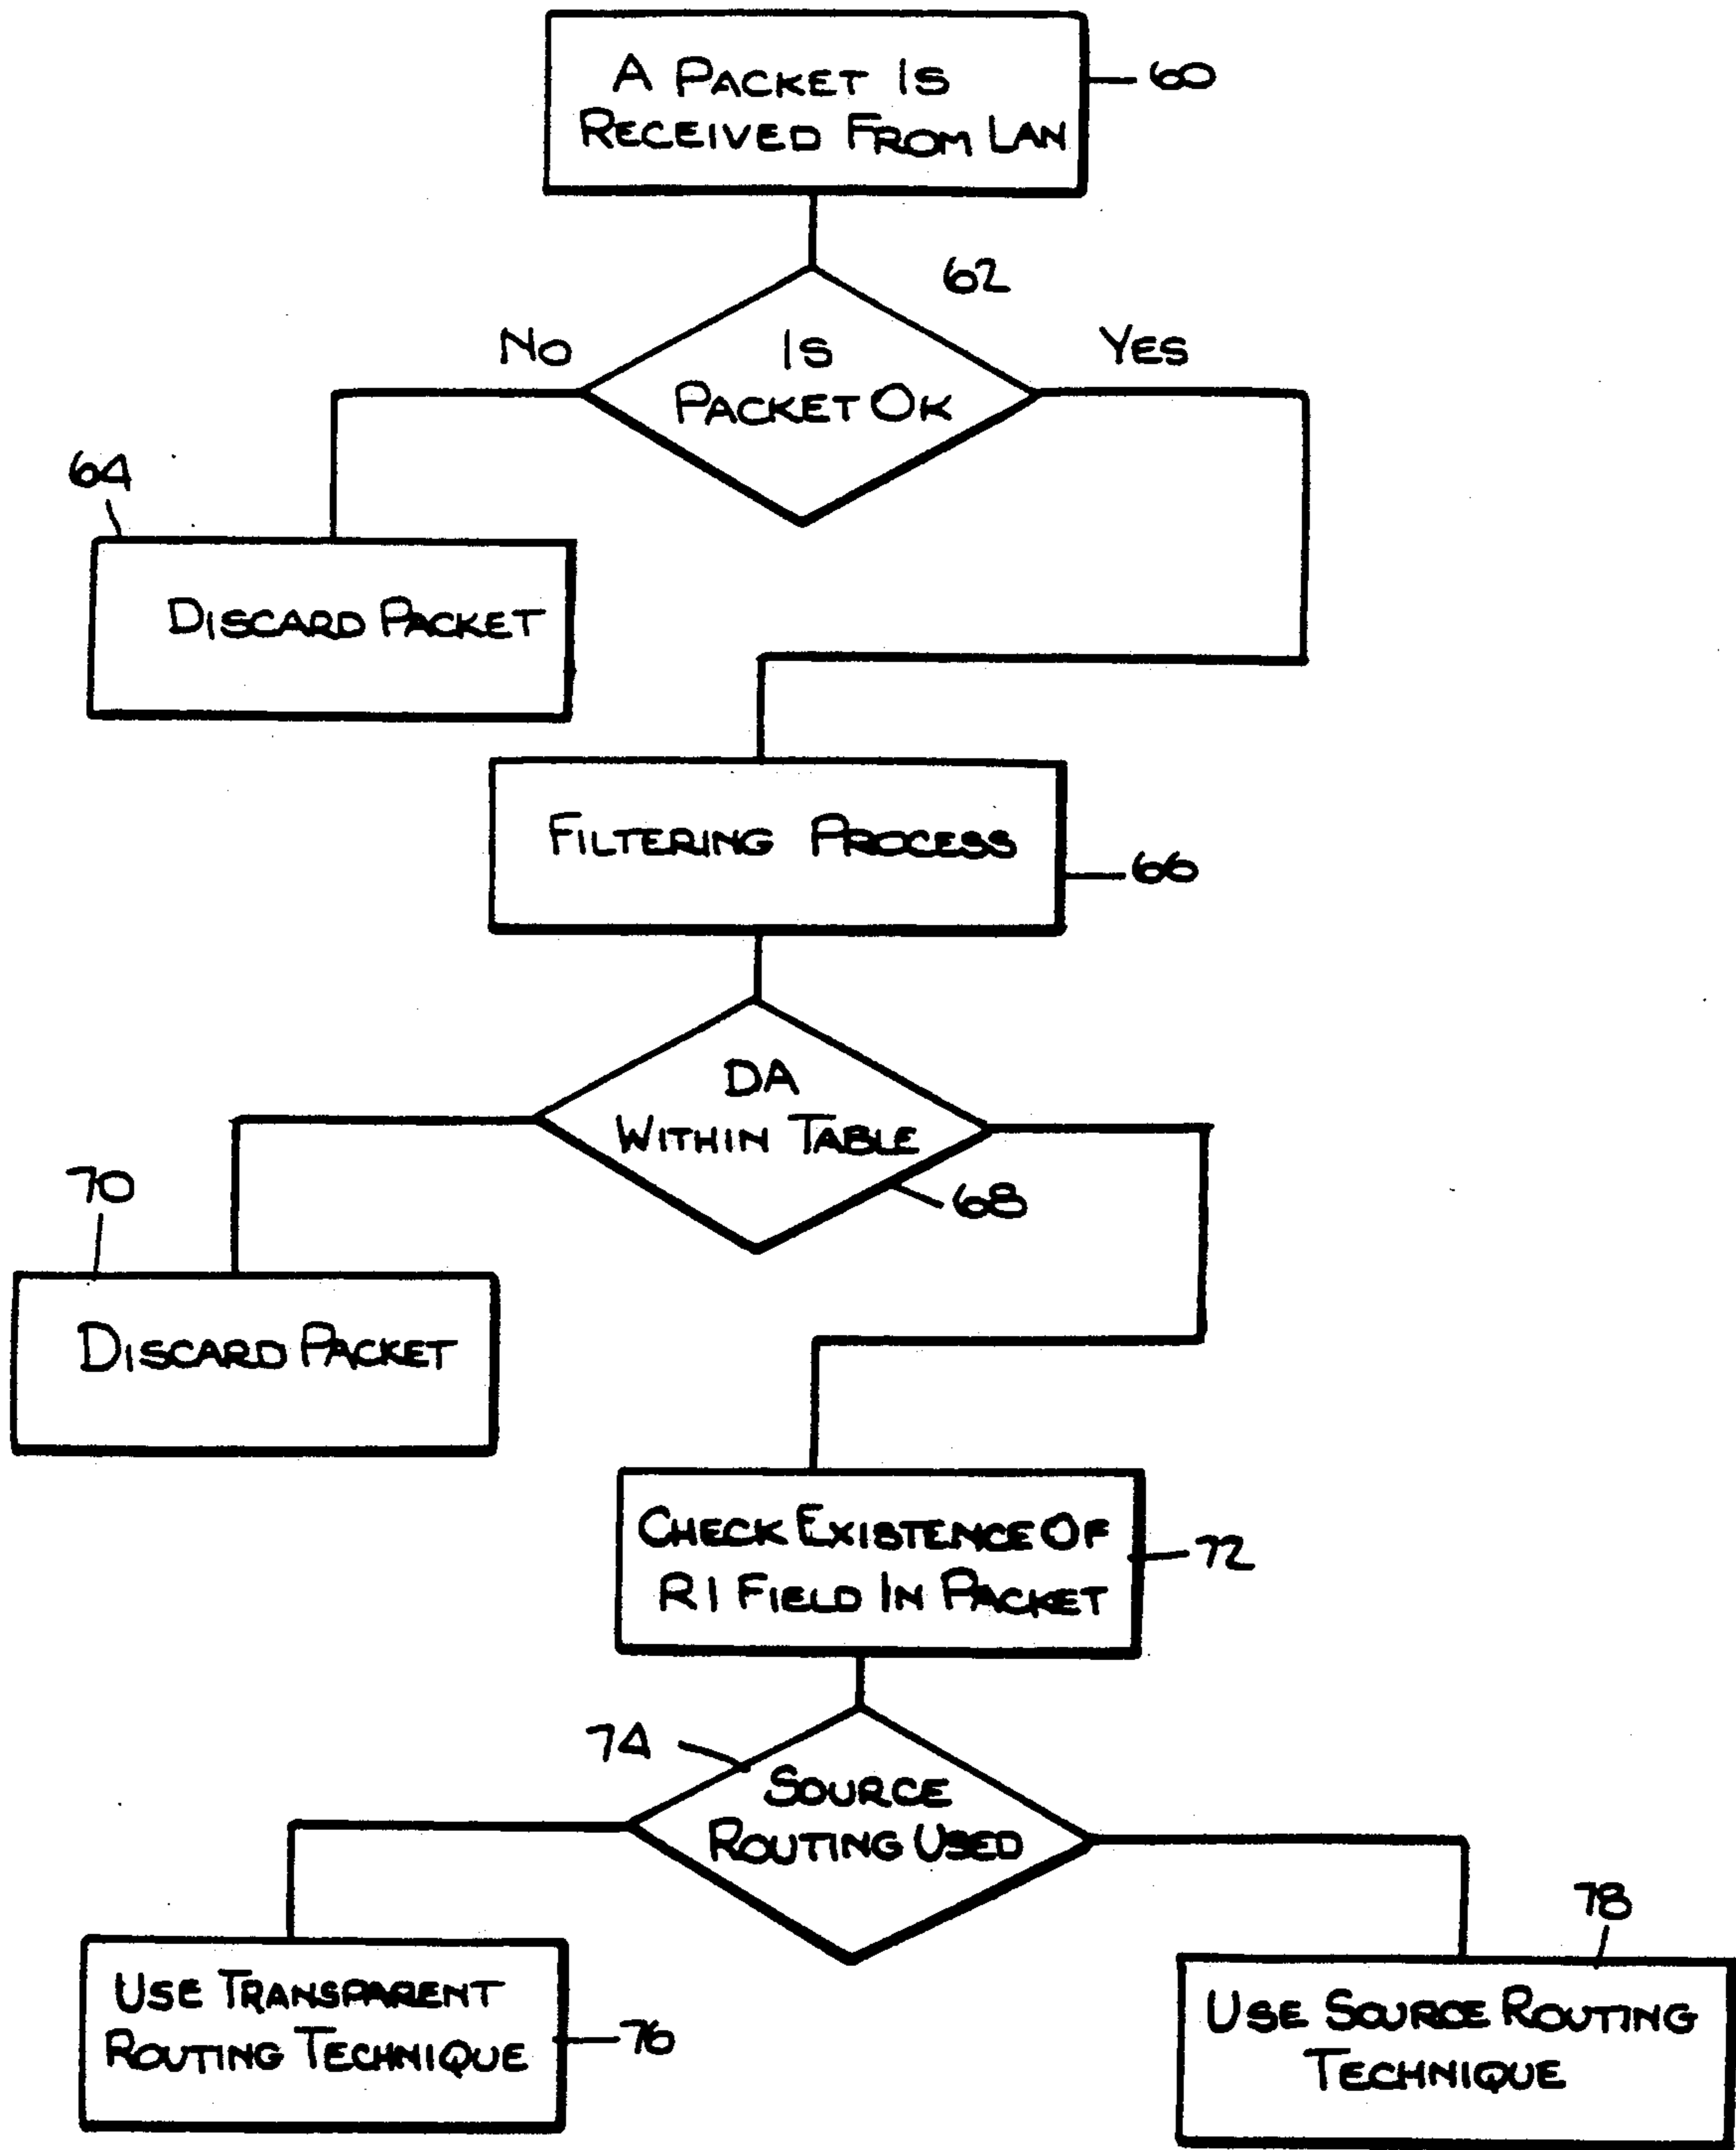 A PACKET IS
RECEIVED FROM LAN
60
62
NO
IS
PACKET OK
YES
64
DISCARD PACKET
FILTERING PROCESS
66
DA
WITHIN TABLE
68
70
DISCARD PACKET
CHECK EXISTENCE OF
RI FIELD IN PACKET
72
74
SOURCE
ROUTING USED
USE TRANSPARENT
ROUTING TECHNIQUE
76
78
USE SOURCE ROUTING
TECHNIQUE